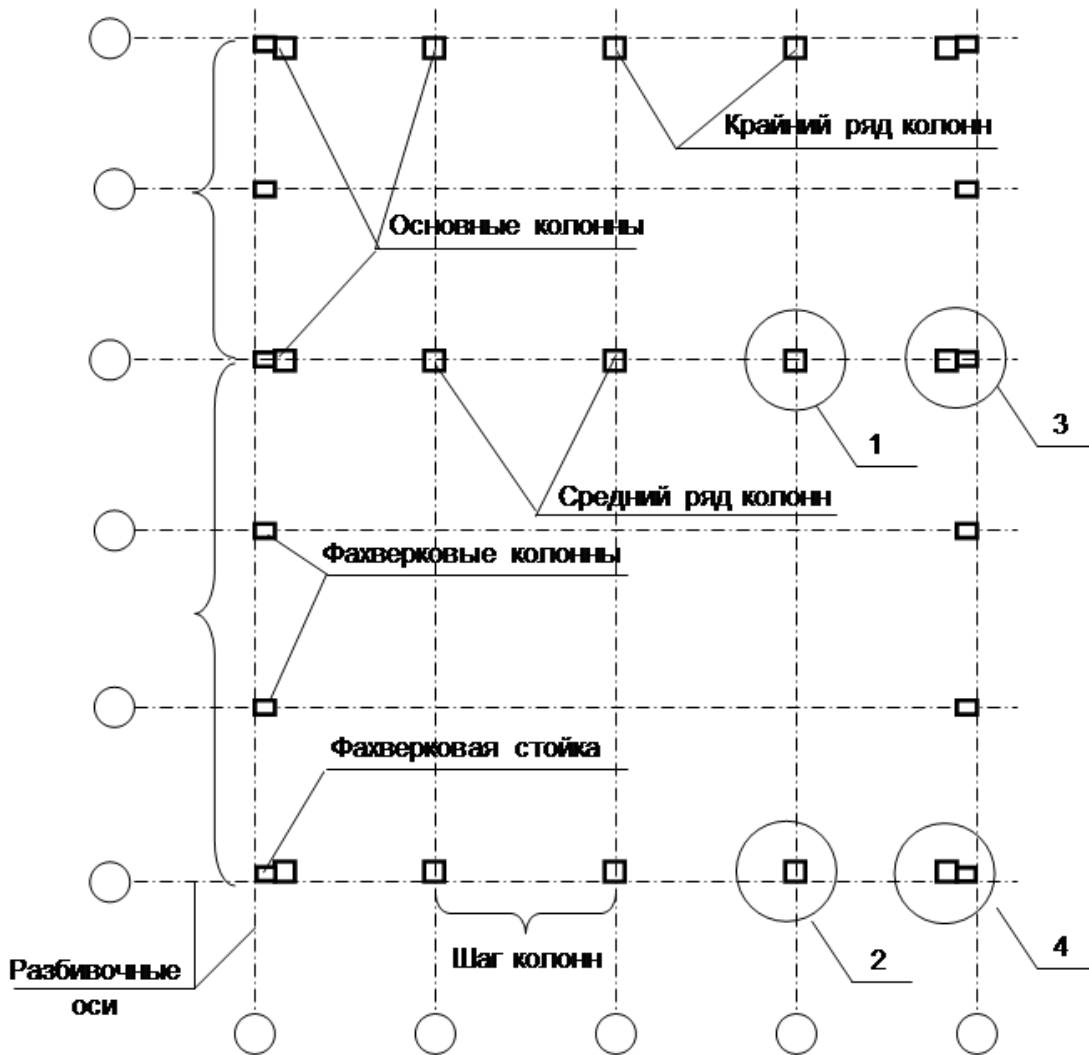 Крайний ряд колонн
Основные колонны
3
1
Средний ряд колонн
Фахверковые колонны
Фахверковая стойка
Шаг колонн
2
4
Разбивочные
оси